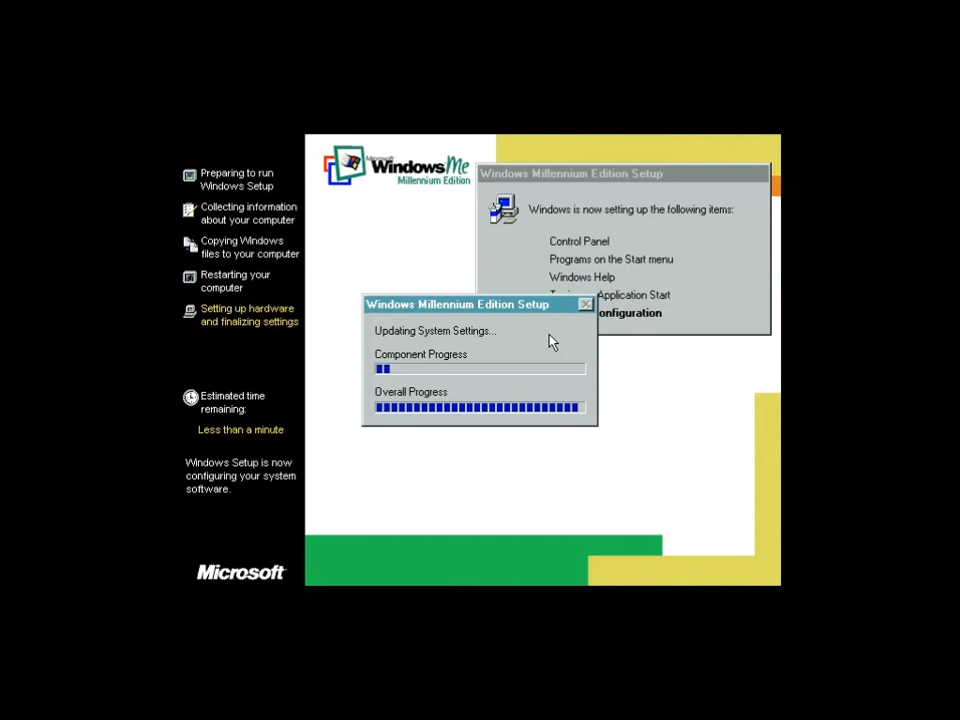 Preparing to run
Windows Setup
Collecting information
about your computer
Copying Windows
files to your computer
Restarting your
computer
Setting up hardware
and finalizing settings
Estimated time
remaining:
Less than a minute
Windows Setup is now
configuring your system
software.
Microsoft
Microsoft
Windows Me
Millennium Edition
Windows Millennium Edition Setup
Windows is now setting up the following items:
Control Panel
Programs on the Start menu
Windows Help
Application Start
onfiguration
Windows Millennium Edition Setup
Updating System Settings...
Component Progress
Overall Progress